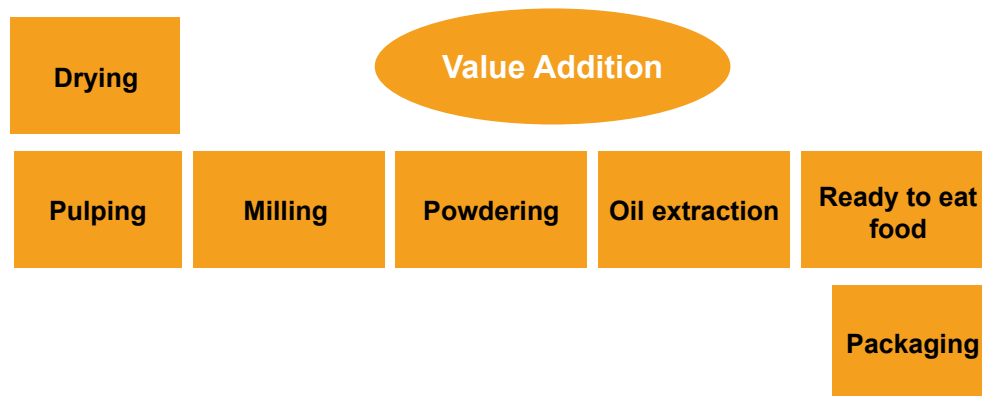 Value Addition
Drying
Pulping
Milling
Powdering
Oil extraction
Ready to eat
food
Packaging